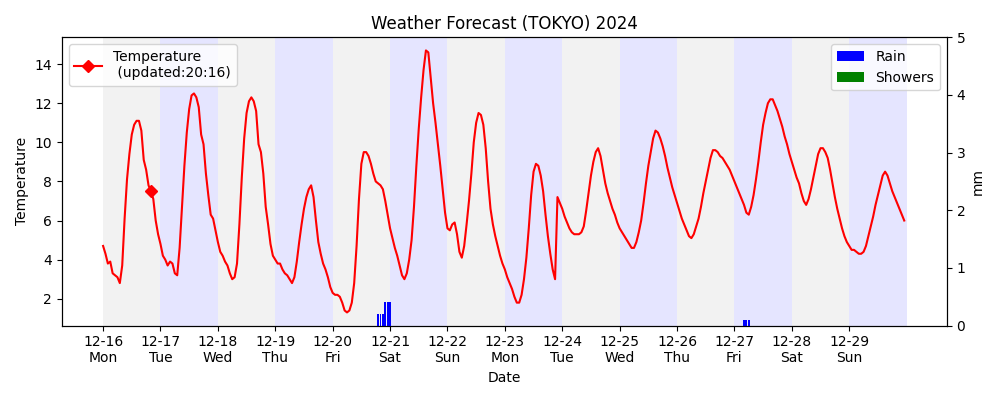 Weather Forecast (TOKYO) 2024
Temperature
(updated:20:16)
Rain
Showers
Temperature
14
12
10
8
6
4
2
5
4
3
2
1
0
mm
12-16 12-17 12-18 12-19 12-20 12-21 12-22 12-23 12-24 12-25 12-26 12-27 12-28 12-29
Mon Tue Wed Thu Fri Sat Sun Mon Tue Wed Thu Fri Sat Sun
Date